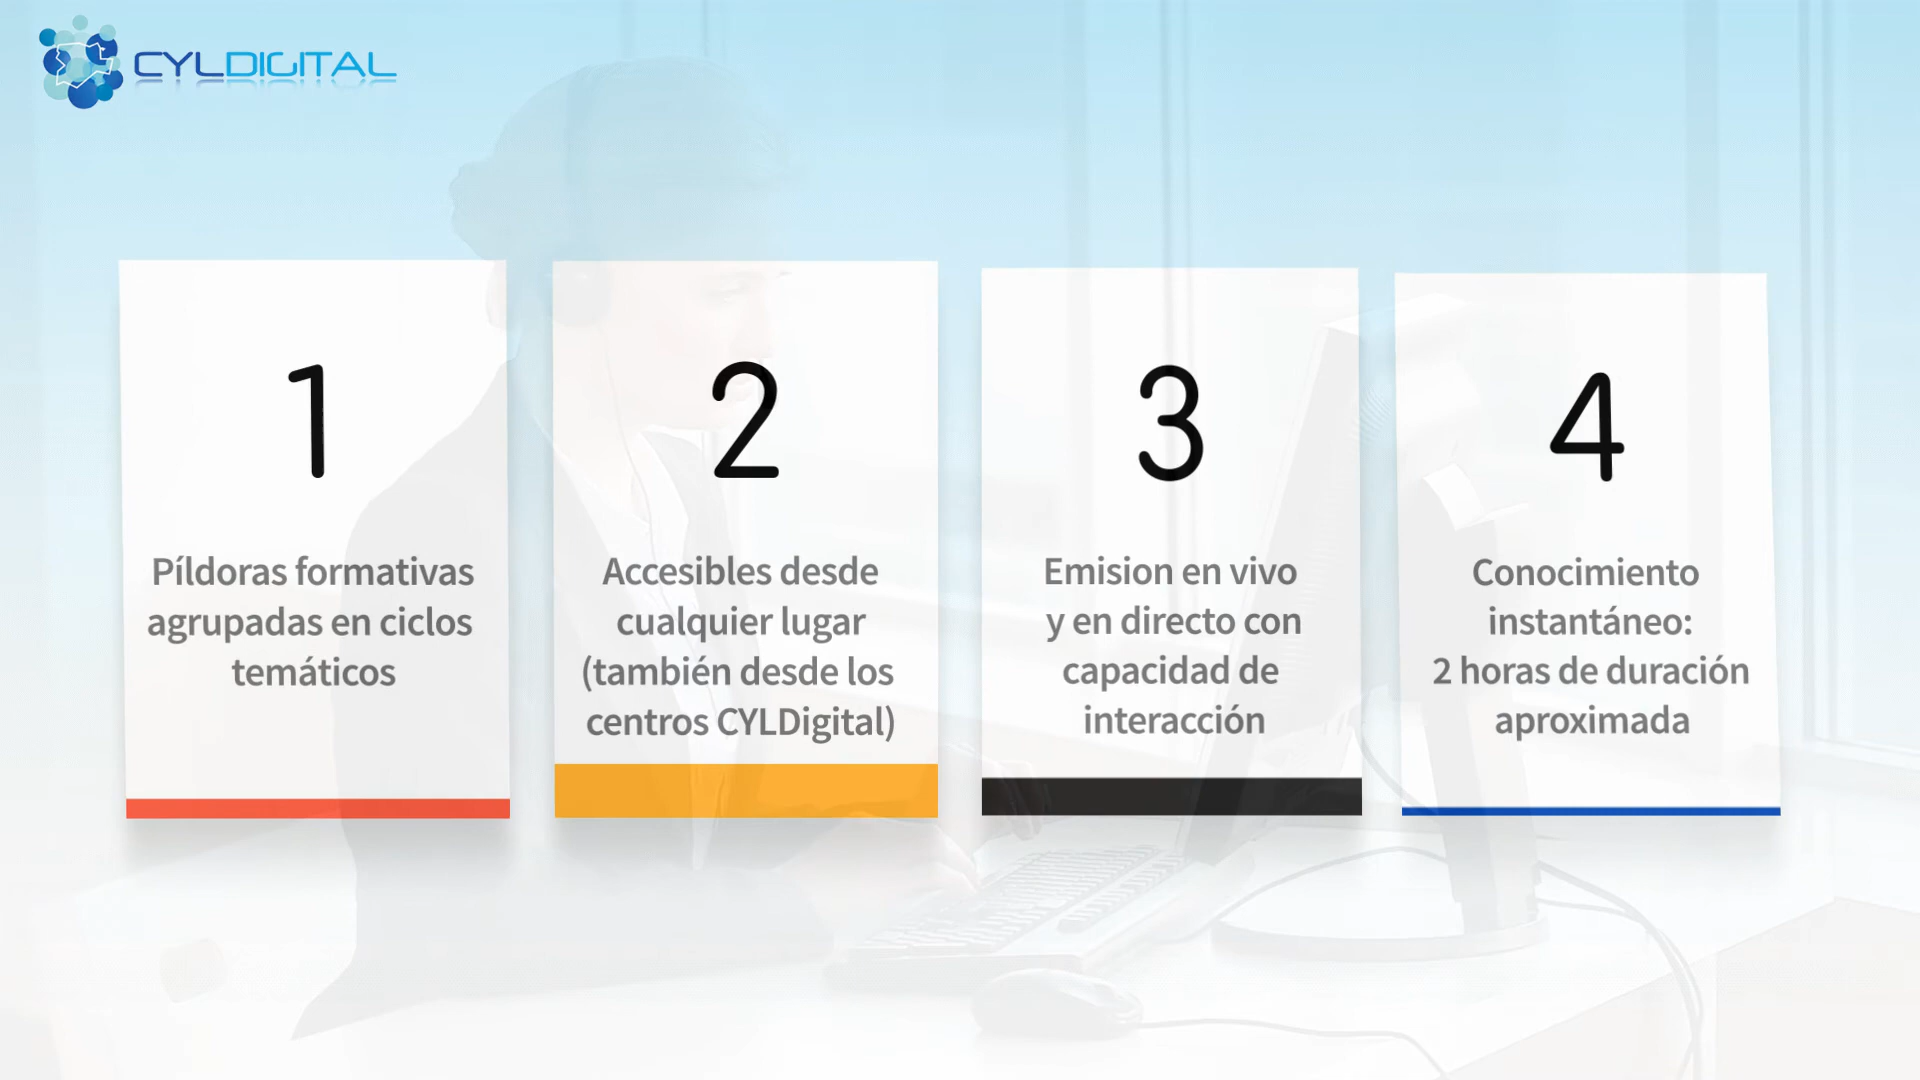 CYLDIGITAL
1
Píldoras formativas
agrupadas en ciclos
temáticos
2
Accesibles desde
cualquier lugar
(también desde los
centros CYLDigital)
3
Emision en vivo
y en directo con
capacidad de
interacción
4
Conocimiento
instantáneo:
2 horas de duración
aproximada